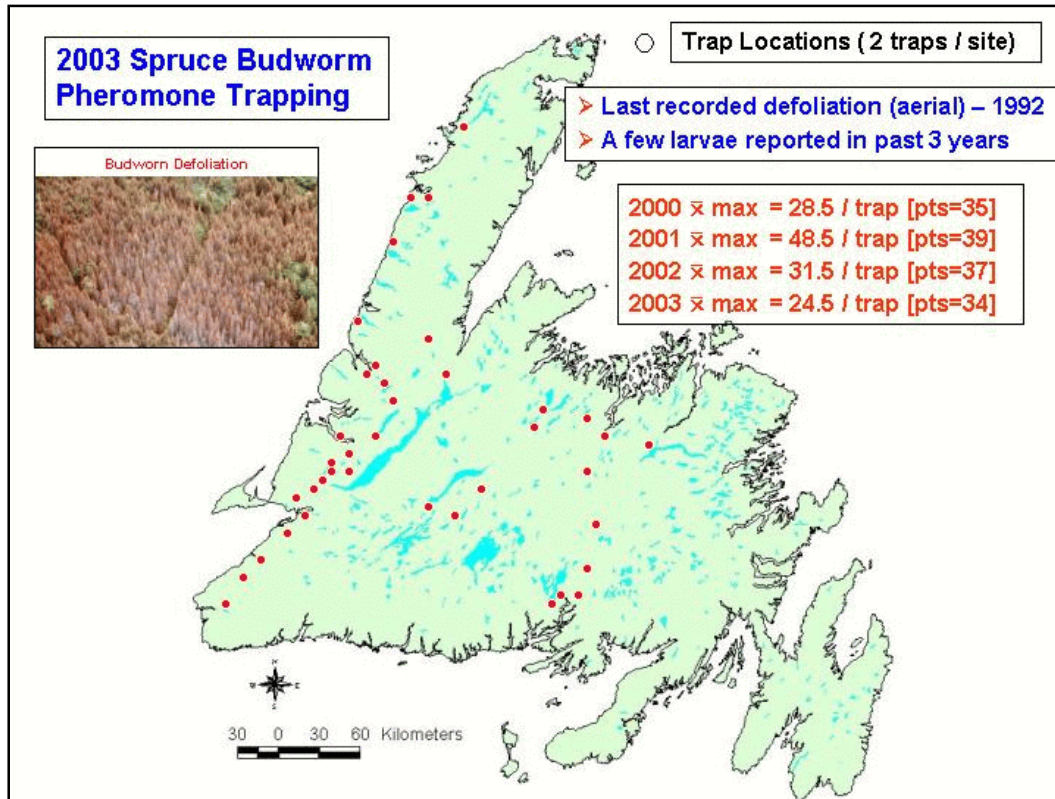 2003 Spruce Budworm
Pheromone Trapping
Trap Locations ( 2 traps / site)
➢ Last recorded defoliation (aerial) – 1992
➢ A few larvae reported in past 3 years
Budworn Defoliation
2000 x̄ max = 28.5 / trap [pts=35]
2001 x̄ max = 48.5 / trap [pts=39]
2002 x̄ max = 31.5 / trap [pts=37]
2003 x̄ max = 24.5 / trap [pts=34]
N
W E
S
30 0 30 60 Kilometers